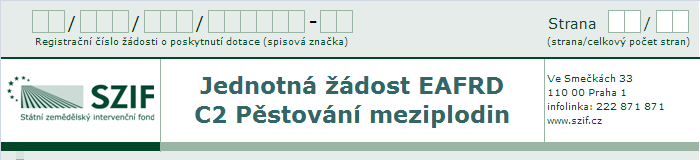 / / / - Strana /
Registrační číslo žádosti o poskytnutí dotace (spisová značka) (strana/celkový počet stran)
SZIF
Státní zemědělský intervenční fond
Jednotná žádost EAFRD
C2 Pěstování meziplodin
Ve Smečkách 33
110 00 Praha 1
infolinka: 222 871 871
www.szif.cz